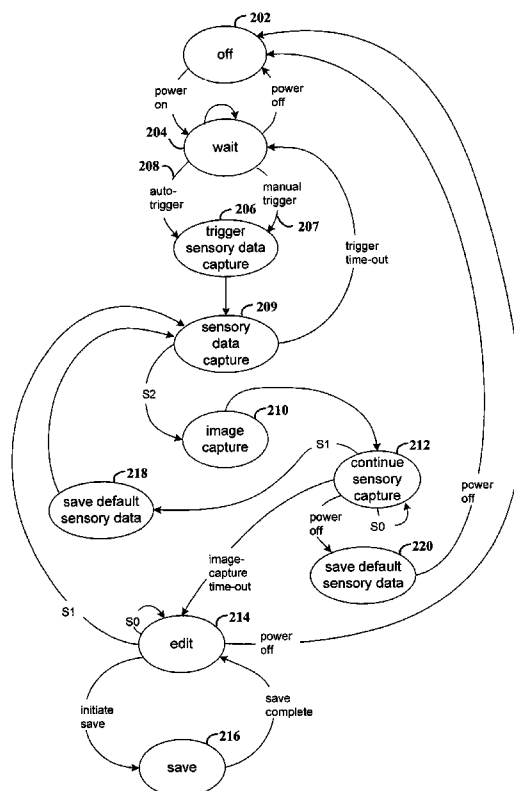 202
off
power
on
power
off
204
wait
208
auto-
trigger
manual
trigger
207
206
trigger
sensory data
capture
trigger
time-out
209
sensory
data
capture
S2
210
image
capture
S1
212
continue
sensory
capture
218
save default
sensory data
power
off
S0
power
off
220
save default
sensory data
image-
capture
time-out
S1
S0
214
edit
power
off
initiate
save
save
complete
216
save